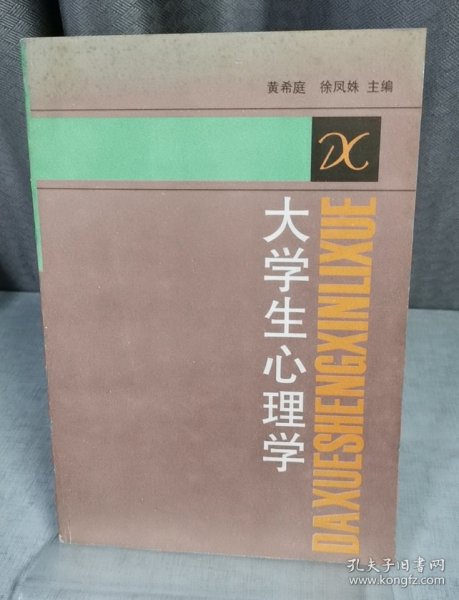 黄希庭 徐凤姝 主编
DX
大学生心理学
DAXUESHENGXINLIXUE
孔夫子旧书网
www.kongfz.com